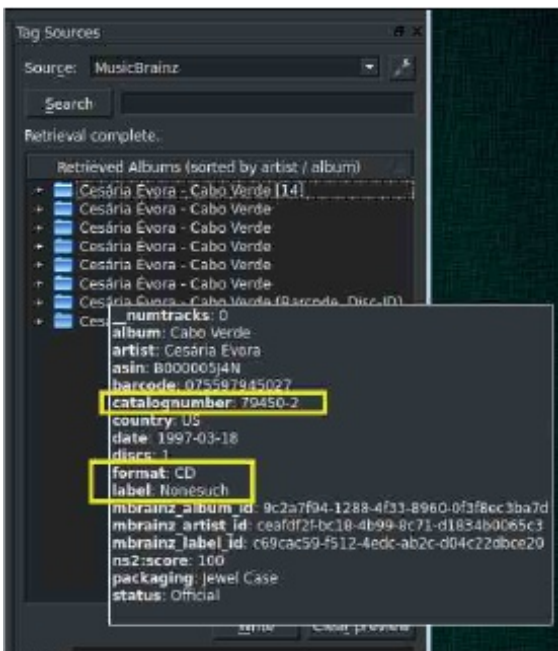 Tag Sources
Source: MusicBrainz
Search
Retrieval complete.
Retrieved Albums (sorted by artist / album)
Cesária Évora - Cabo Verde [14]
Cesária Évora - Cabo Verde
Cesária Évora - Cabo Verde
Cesária Évora - Cabo Verde
Cesária Évora - Cabo Verde
Cesária Évora - Cabo Verde
Cesária Évora - Cabo Verde (Barcode, Disc-ID)
Ces
__numtracks: 0
album: Cabo Verde
artist: Cesária Évora
asin: B000005J4N
barcode: 075597945027
catalognumber: 79450-2
country: US
date: 1997-03-18
discs: 1
format: CD
label: Nonesuch
mbrainz_album_id: 9c2a7f94-1288-4f33-8960-0f3f8ec3ba7d
mbrainz_artist_id: ceafdf2f-bc18-4b99-8c71-d1834b0065c3
mbrainz_label_id: c69cac59-f512-4edc-ab2c-d04c22dbce20
ns2:score: 100
packaging: Jewel Case
status: Official
Write Clear preview